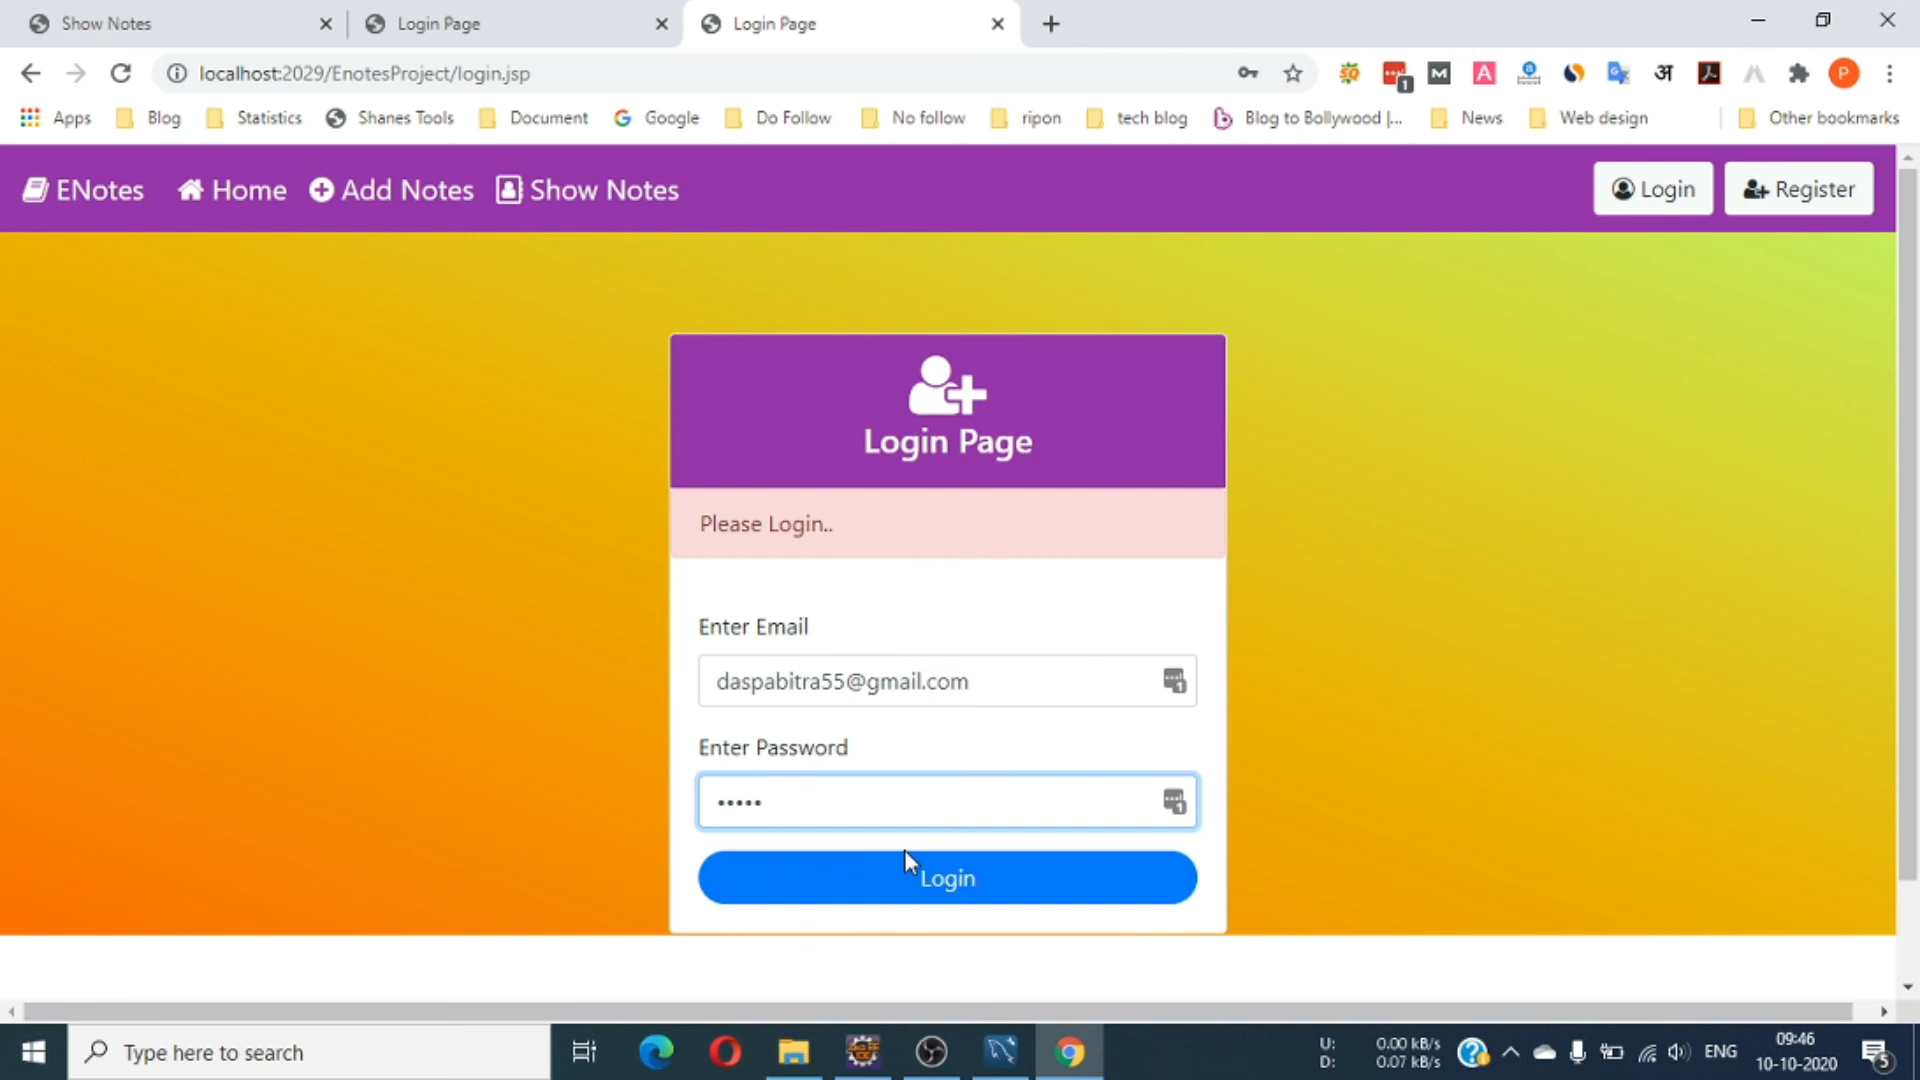 Show Notes
Login Page
Login Page
localhost:2029/EnotesProject/login.jsp
1
P
Apps
Blog
Statistics
Shanes Tools
Document
Google
Do Follow
No follow
ripon
tech blog
Blog to Bollywood |...
News
Web design
Other bookmarks
ENotes
Home
Add Notes
Show Notes
Login
Register
Login Page
Please Login..
Enter Email
daspabitra55@gmail.com
Enter Password
•••••
Login
Type here to search
U: 0.00 kB/s
D: 0.07 kB/s
ENG
09:46
10-10-2020
5